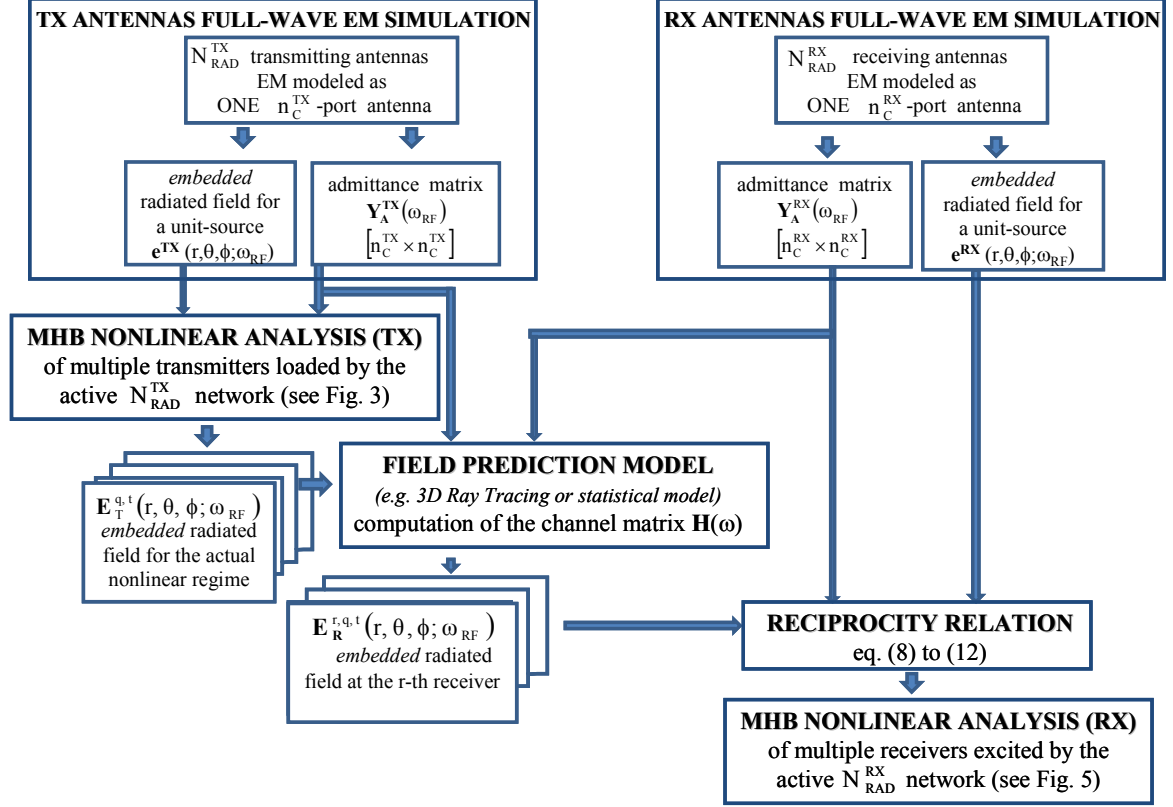 TX ANTENNAS FULL-WAVE EM SIMULATION
N_RAD^TX transmitting antennas
EM modeled as
ONE n_C^TX -port antenna
embedded
radiated field for
a unit-source
e^TX (r,θ,ϕ;ω_RF)
admittance matrix
Y_A^TX(ω_RF)
[n_C^TX × n_C^TX]
RX ANTENNAS FULL-WAVE EM SIMULATION
N_RAD^RX receiving antennas
EM modeled as
ONE n_C^RX -port antenna
admittance matrix
Y_A^RX(ω_RF)
[n_C^RX × n_C^RX]
embedded
radiated field for
a unit-source
e^RX (r,θ,ϕ;ω_RF)
MHB NONLINEAR ANALYSIS (TX)
of multiple transmitters loaded by the
active N_RAD^TX network (see Fig. 3)
E_T^q,t (r, θ, ϕ; ω_RF)
embedded radiated
field for the actual
nonlinear regime
FIELD PREDICTION MODEL
(e.g. 3D Ray Tracing or statistical model)
computation of the channel matrix H(ω)
E_R^r,q,t (r, θ, ϕ; ω_RF)
embedded radiated
field at the r-th receiver
RECIPROCITY RELATION
eq. (8) to (12)
MHB NONLINEAR ANALYSIS (RX)
of multiple receivers excited by the
active N_RAD^RX network (see Fig. 5)